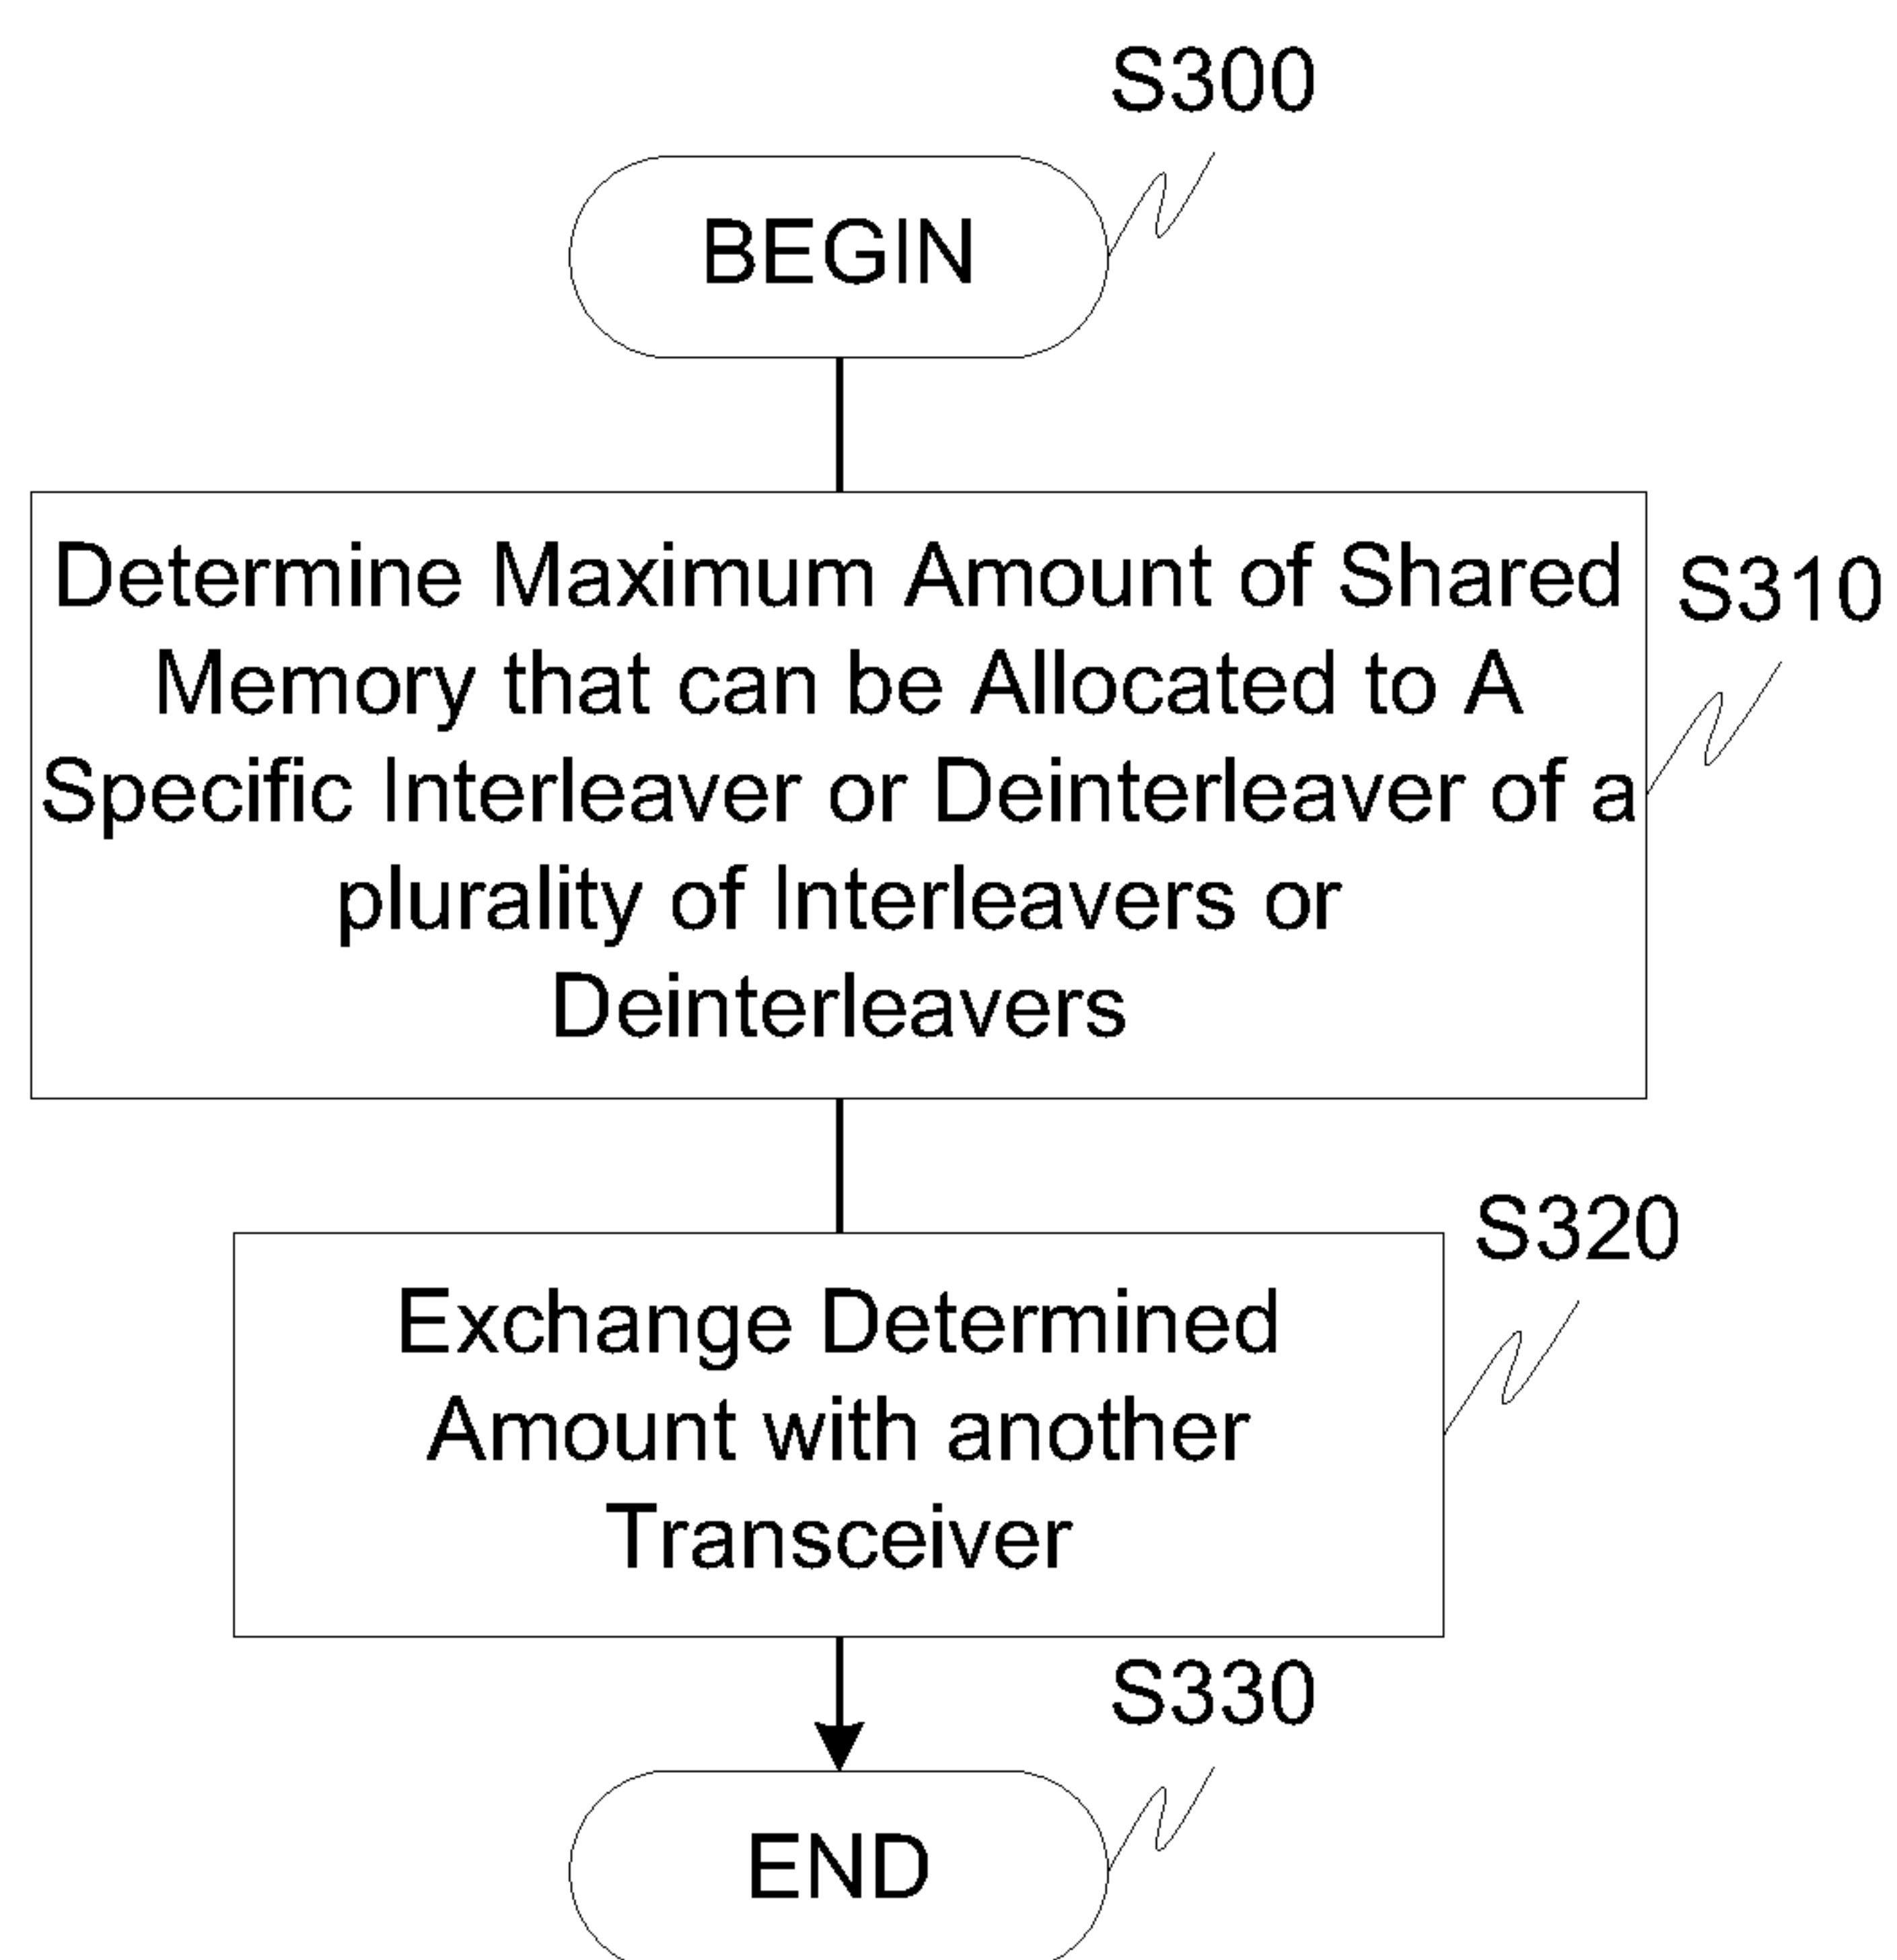 S300
BEGIN
Determine Maximum Amount of Shared
Memory that can be Allocated to A
Specific Interleaver or Deinterleaver of a
plurality of Interleavers or
Deinterleavers
S310
Exchange Determined
Amount with another
Transceiver
S320
S330
END